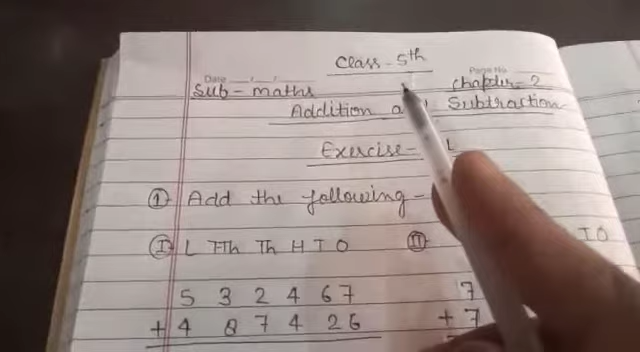 Class - 5th
Date / / Page No
Sub - maths Chapter - 2
Addition Subtraction
Exercise -
① Add the following -
Ⓘ L TTh Th H T O Ⓘ T O
5 3 2 4 6 7 7
+ 4 8 7 4 2 6 + 7